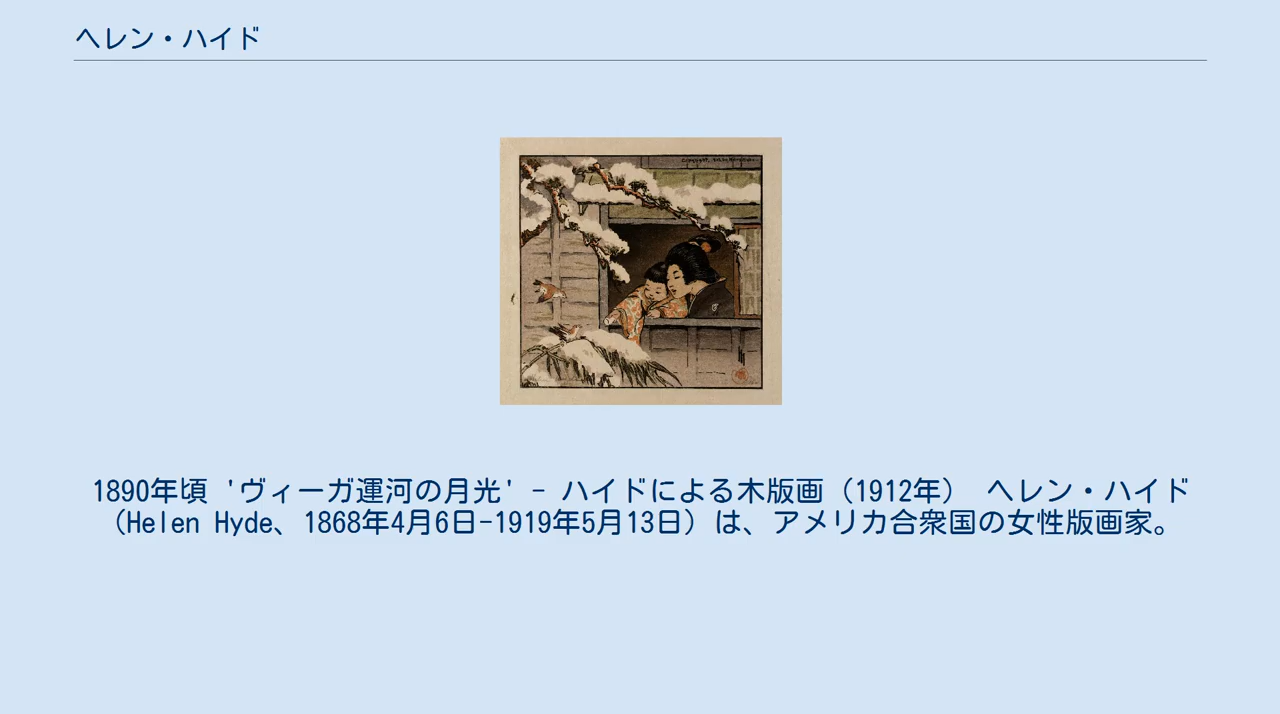 ヘレン・ハイド
1890年頃 'ヴィーガ運河の月光' - ハイドによる木版画（1912年） ヘレン・ハイド
（Helen Hyde、1868年4月6日-1919年5月13日）は、アメリカ合衆国の女性版画家。